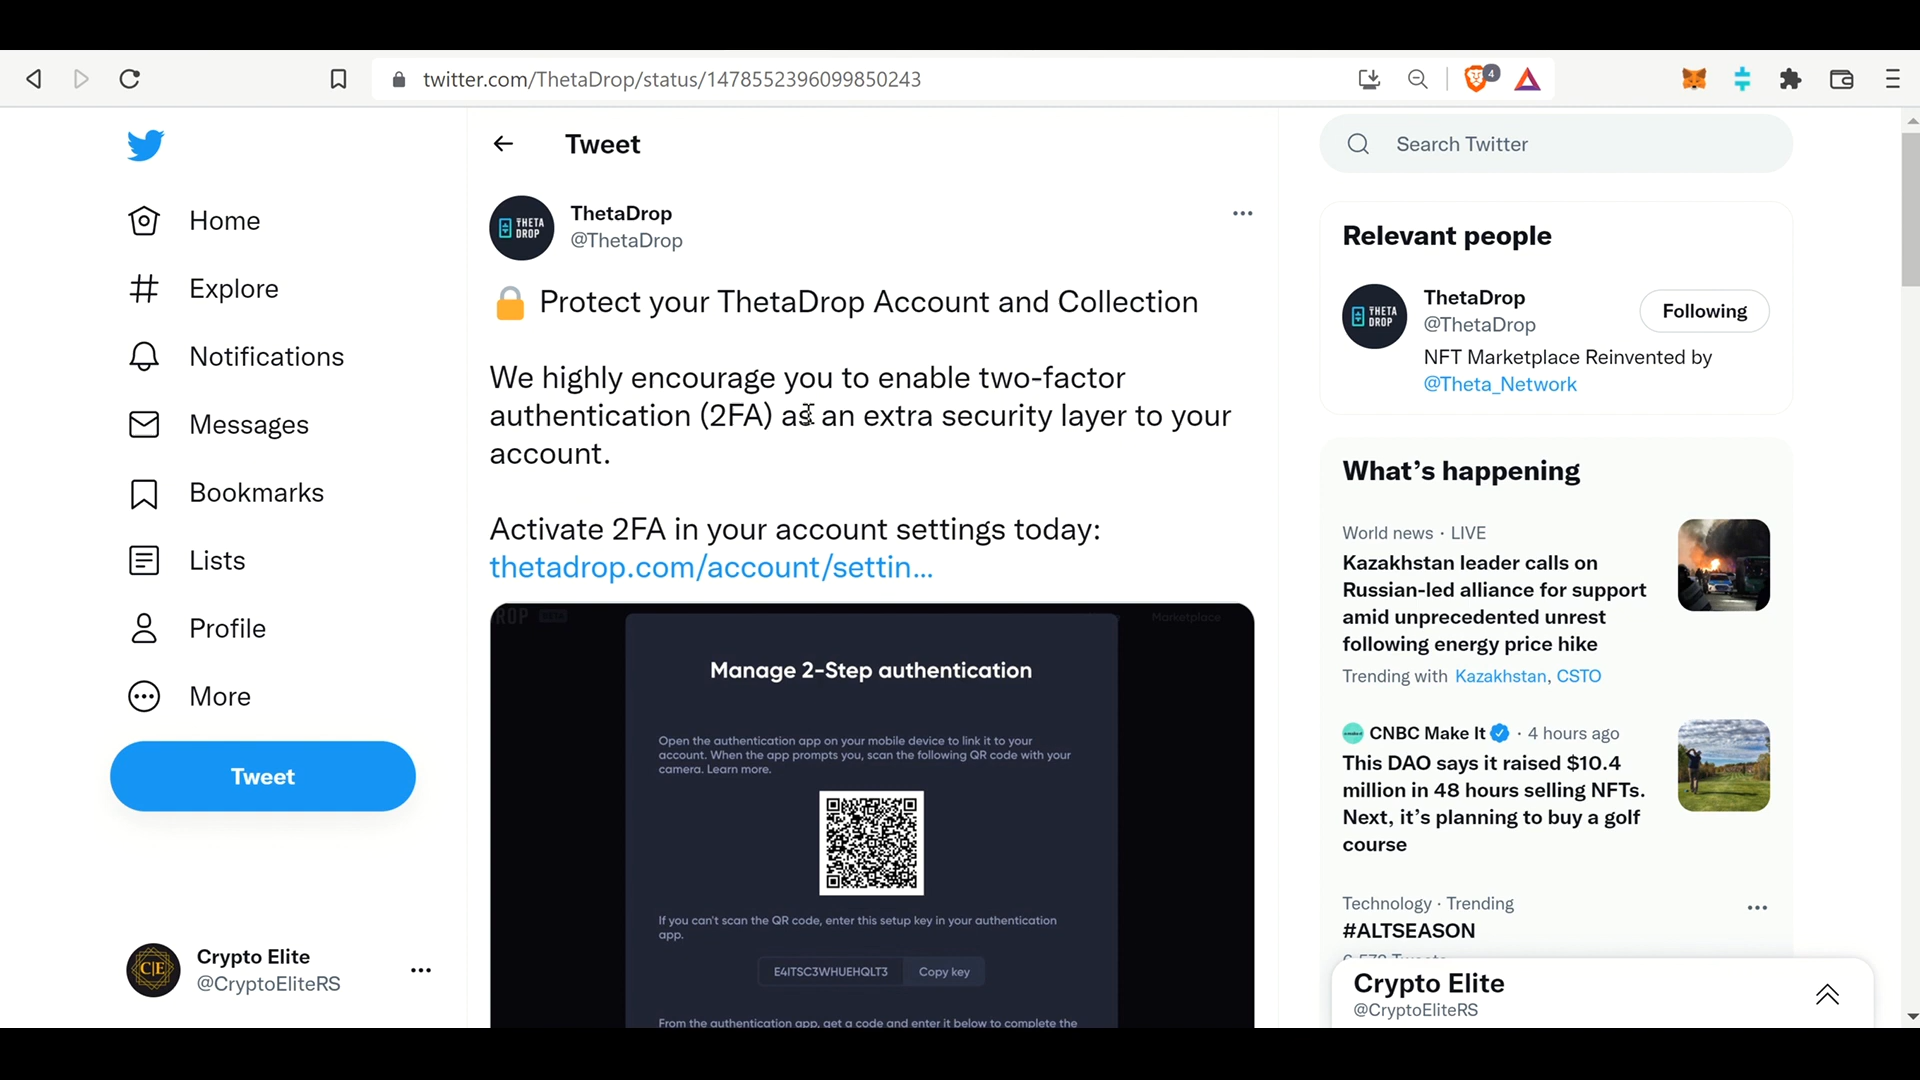 twitter.com/ThetaDrop/status/1478552396099850243
4
Tweet
Search Twitter
Home
Explore
Notifications
Messages
Bookmarks
Lists
Profile
More
Tweet
Crypto Elite
@CryptoEliteRS
THETA
DROP
ThetaDrop
@ThetaDrop
Protect your ThetaDrop Account and Collection
We highly encourage you to enable two-factor
authentication (2FA) as an extra security layer to your
account.
Activate 2FA in your account settings today:
thetadrop.com/account/settin...
Marketplace
Manage 2-Step authentication
Open the authentication app on your mobile device to link it to your
account. When the app prompts you, scan the following QR code with your
camera. Learn more.
If you can't scan the QR code, enter this setup key in your authentication
app.
E4ITSC3WHUEHQLT3
Copy key
From the authentication app, get a code and enter it below to complete the
Relevant people
THETA
DROP
ThetaDrop
@ThetaDrop
Following
NFT Marketplace Reinvented by
@Theta_Network
What's happening
World news · LIVE
Kazakhstan leader calls on
Russian-led alliance for support
amid unprecedented unrest
following energy price hike
Trending with Kazakhstan, CSTO
CNBC Make It · 4 hours ago
This DAO says it raised $10.4
million in 48 hours selling NFTs.
Next, it's planning to buy a golf
course
Technology · Trending
#ALTSEASON
Crypto Elite
@CryptoEliteRS